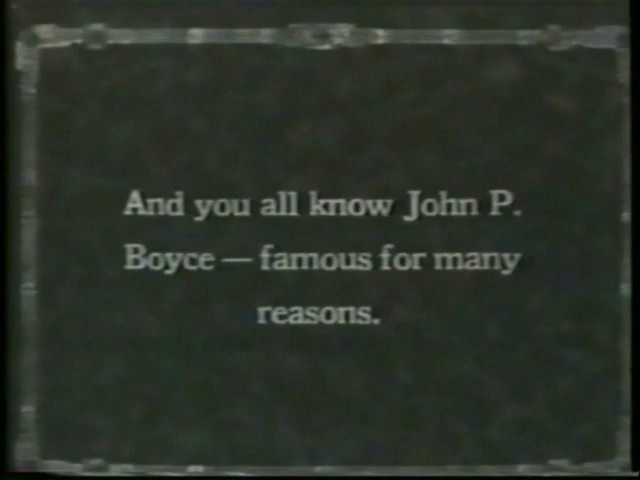 And you all know John P.
Boyce — famous for many
reasons.